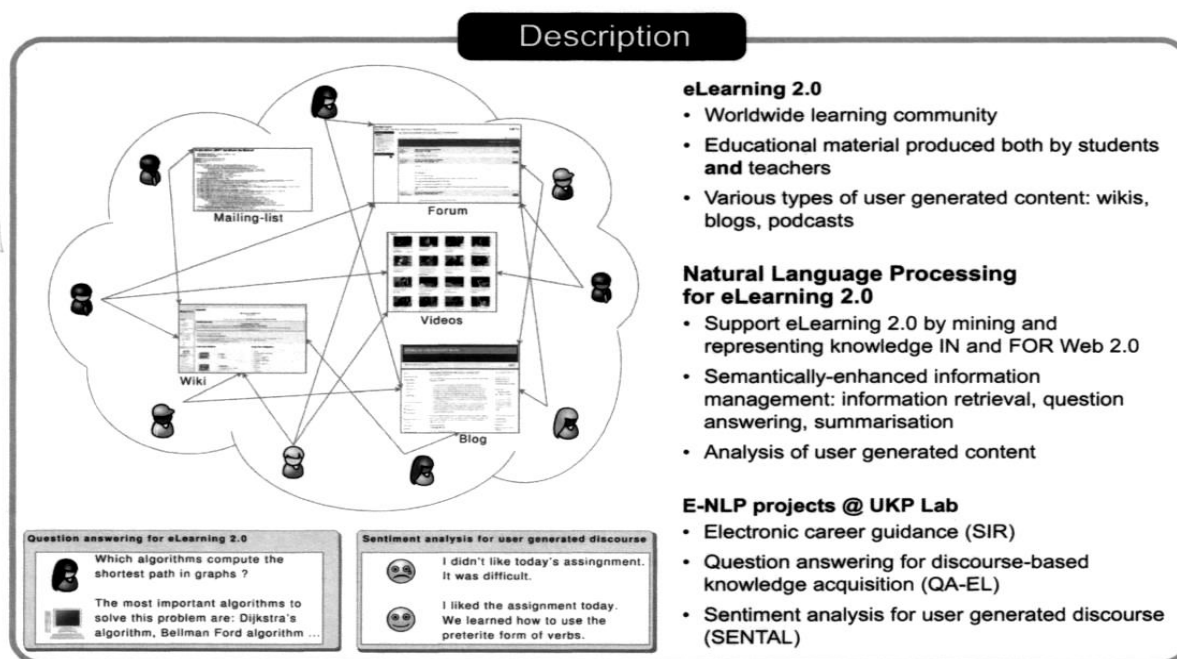 Description
Mailing-list
Forum
Videos
Wiki
Blog
Question answering for eLearning 2.0
Which algorithms compute the
shortest path in graphs ?
The most important algorithms to
solve this problem are: Dijkstra's
algorithm, Bellman Ford algorithm ...
Sentiment analysis for user generated discourse
I didn't like today's assingnment.
It was difficult.
I liked the assignment today.
We learned how to use the
preterite form of verbs.
eLearning 2.0
• Worldwide learning community
• Educational material produced both by students
and teachers
• Various types of user generated content: wikis,
blogs, podcasts
Natural Language Processing
for eLearning 2.0
• Support eLearning 2.0 by mining and
representing knowledge IN and FOR Web 2.0
• Semantically-enhanced information
management: information retrieval, question
answering, summarisation
• Analysis of user generated content
E-NLP projects @ UKP Lab
• Electronic career guidance (SIR)
• Question answering for discourse-based
knowledge acquisition (QA-EL)
• Sentiment analysis for user generated discourse
(SENTAL)